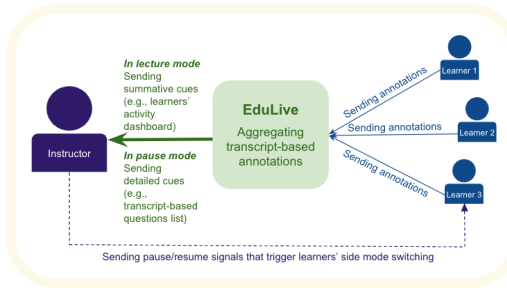 In lecture mode
Sending
summative cues
(e.g., learners'
activity
dashboard)
In pause mode
Sending
detailed cues
(e.g.,
transcript-based
questions list)
Instructor
EduLive
Aggregating
transcript-based
annotations
Sending annotations
Sending annotations
Sending annotations
Learner 1
Learner 2
Learner 3
Sending pause/resume signals that trigger learners' side mode switching